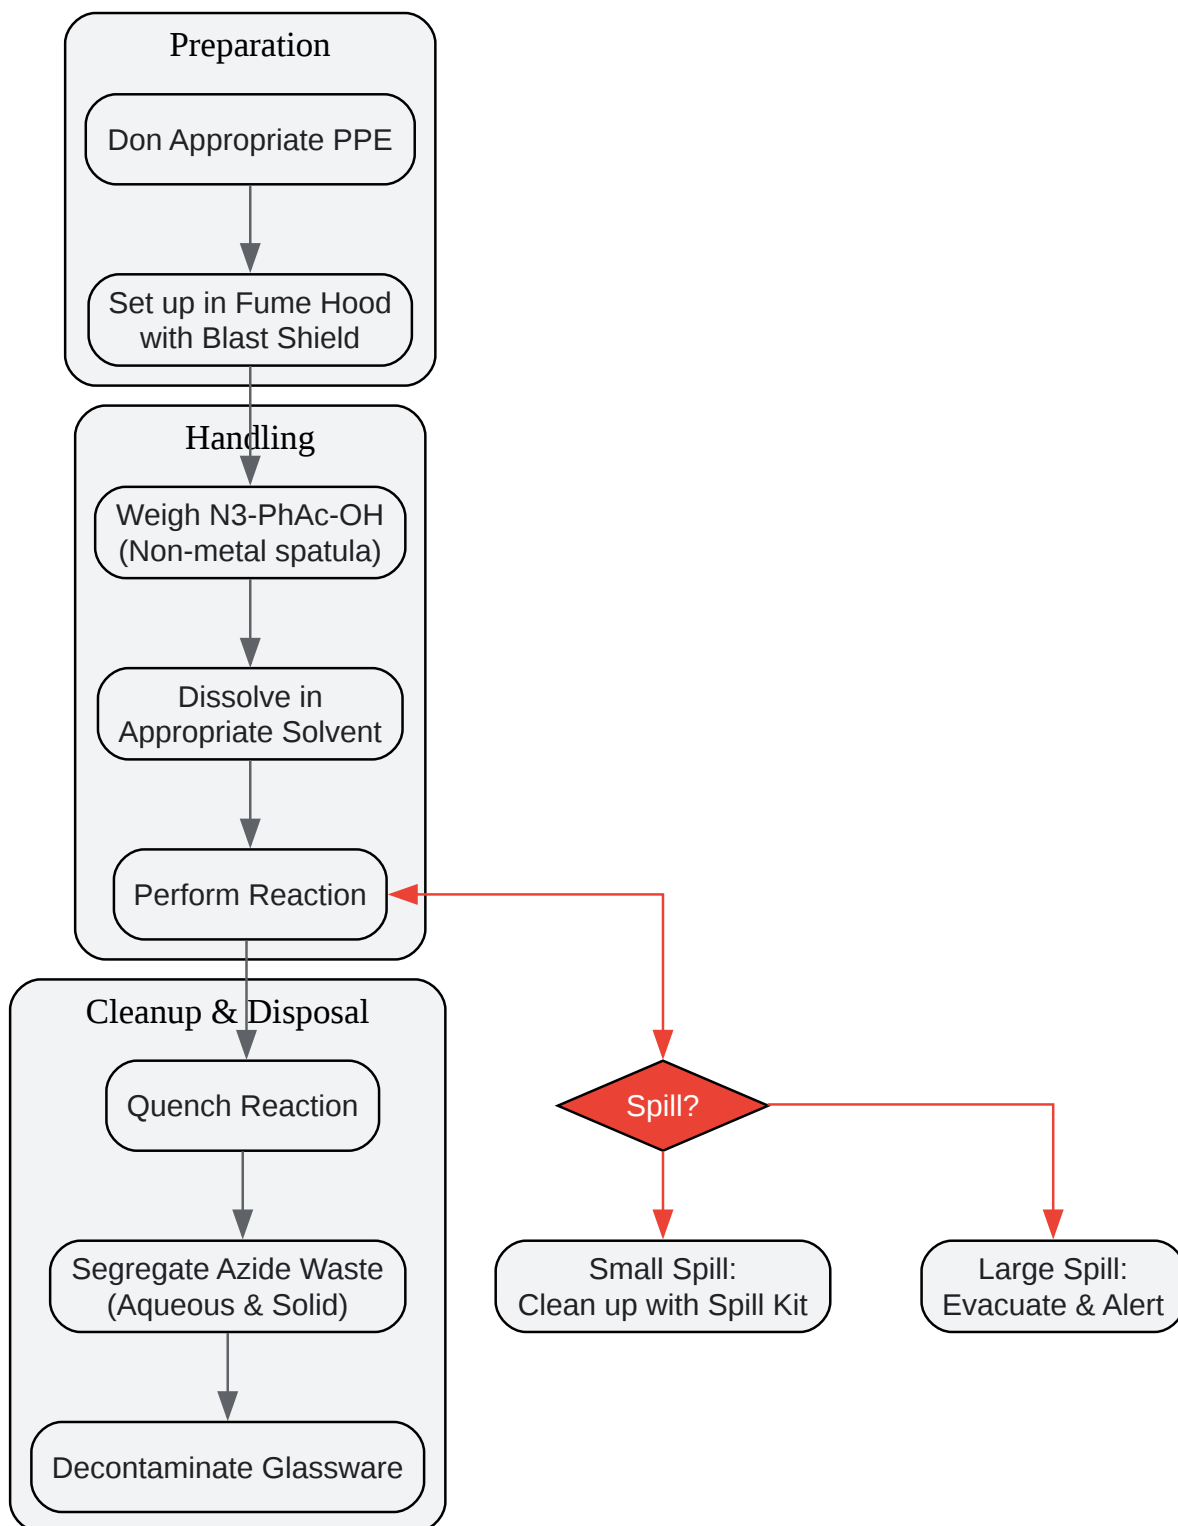 Preparation
Don Appropriate PPE
Set up in Fume Hood
with Blast Shield
Handling
Weigh N3-PhAc-OH
(Non-metal spatula)
Dissolve in
Appropriate Solvent
Perform Reaction
Cleanup & Disposal
Quench Reaction
Spill?
Segregate Azide Waste
(Aqueous & Solid)
Small Spill:
Clean up with Spill Kit
Large Spill:
Evacuate & Alert
Decontaminate Glassware